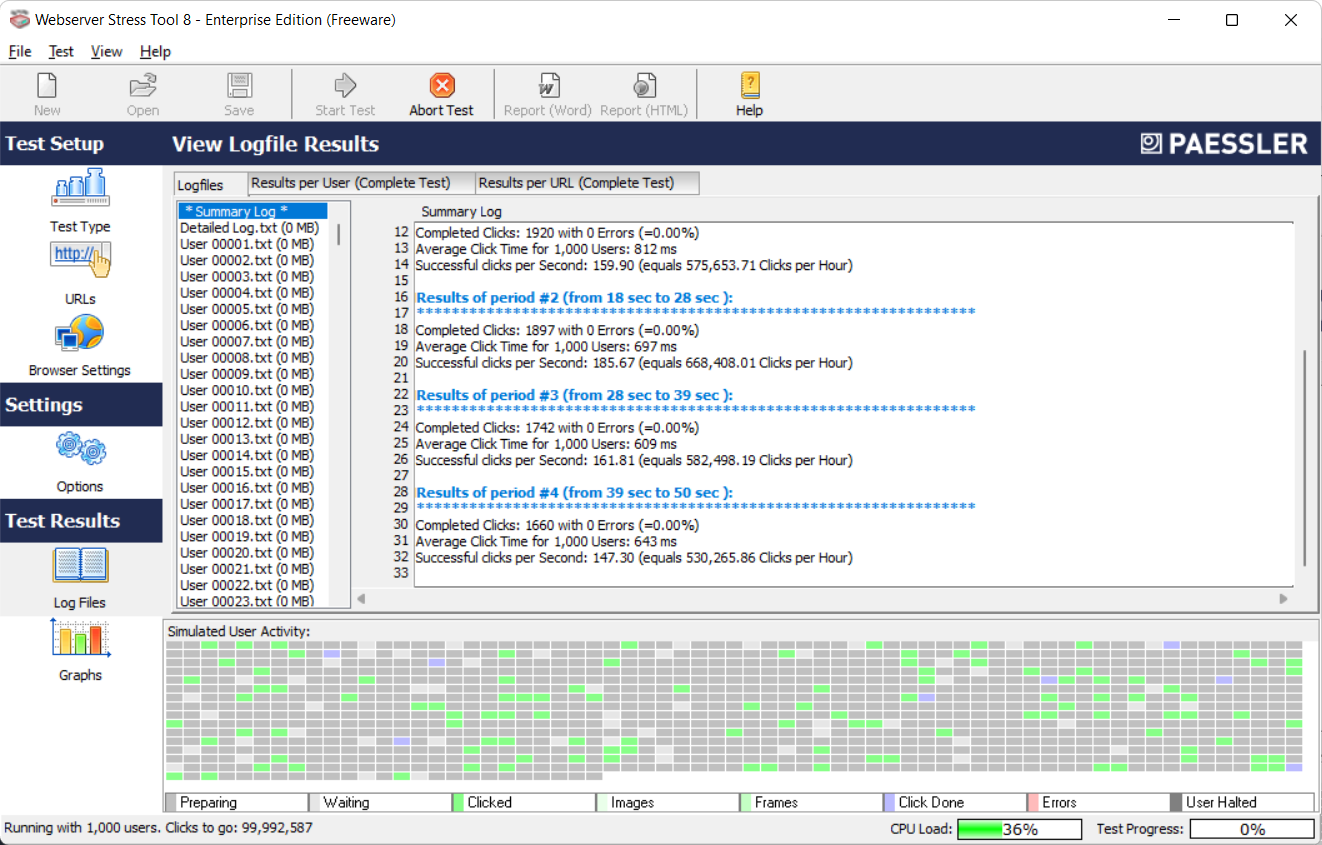 Webserver Stress Tool 8 - Enterprise Edition (Freeware)
File Test View Help
New Open Save Start Test Abort Test Report (Word) Report (HTML) Help
Test Setup
View Logfile Results
PAESSLER
Test Type
http://
URLs
Browser Settings
Settings
Options
Test Results
Log Files
Graphs
Logfiles Results per User (Complete Test) Results per URL (Complete Test)
* Summary Log *
Detailed Log.txt (0 MB)
User 00001.txt (0 MB)
User 00002.txt (0 MB)
User 00003.txt (0 MB)
User 00004.txt (0 MB)
User 00005.txt (0 MB)
User 00006.txt (0 MB)
User 00007.txt (0 MB)
User 00008.txt (0 MB)
User 00009.txt (0 MB)
User 00010.txt (0 MB)
User 00011.txt (0 MB)
User 00012.txt (0 MB)
User 00013.txt (0 MB)
User 00014.txt (0 MB)
User 00015.txt (0 MB)
User 00016.txt (0 MB)
User 00017.txt (0 MB)
User 00018.txt (0 MB)
User 00019.txt (0 MB)
User 00020.txt (0 MB)
User 00021.txt (0 MB)
User 00022.txt (0 MB)
User 00023.txt (0 MB)
Summary Log
12 Completed Clicks: 1920 with 0 Errors (=0.00%)
13 Average Click Time for 1,000 Users: 812 ms
14 Successful clicks per Second: 159.90 (equals 575,653.71 Clicks per Hour)
15
16 Results of period #2 (from 18 sec to 28 sec ):
17 *****************************************************************
18 Completed Clicks: 1897 with 0 Errors (=0.00%)
19 Average Click Time for 1,000 Users: 697 ms
20 Successful clicks per Second: 185.67 (equals 668,408.01 Clicks per Hour)
21
22 Results of period #3 (from 28 sec to 39 sec ):
23 *****************************************************************
24 Completed Clicks: 1742 with 0 Errors (=0.00%)
25 Average Click Time for 1,000 Users: 609 ms
26 Successful clicks per Second: 161.81 (equals 582,498.19 Clicks per Hour)
27
28 Results of period #4 (from 39 sec to 50 sec ):
29 *****************************************************************
30 Completed Clicks: 1660 with 0 Errors (=0.00%)
31 Average Click Time for 1,000 Users: 643 ms
32 Successful clicks per Second: 147.30 (equals 530,265.86 Clicks per Hour)
33
Simulated User Activity:
Preparing Waiting Clicked Images Frames Click Done Errors User Halted
Running with 1,000 users. Clicks to go: 99,992,587
CPU Load: 36% Test Progress: 0%